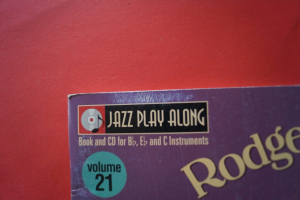 JAZZ PLAY ALONG
Book and CD for B♭, E♭ and C Instruments
volume
21
Rodge